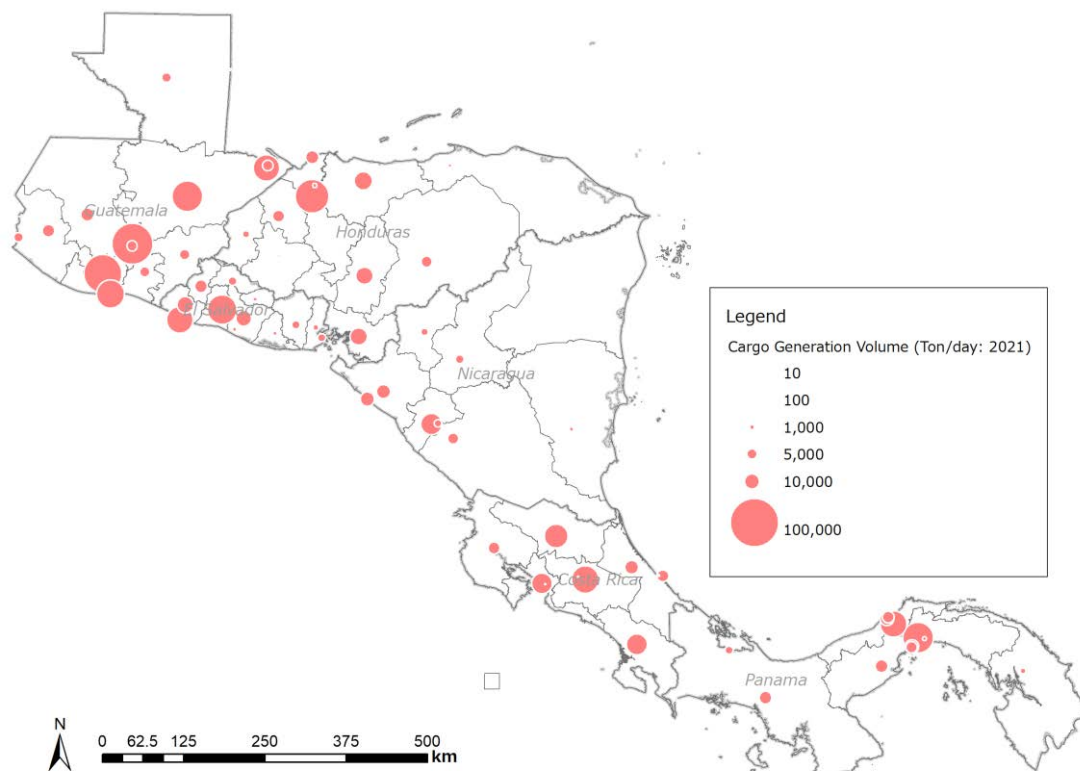 Guatemala
Honduras
El Salvador
Nicaragua
Costa Rica
Panama
Legend
Cargo Generation Volume (Ton/day: 2021)
10
100
1,000
5,000
10,000
100,000
N
0 62.5 125 250 375 500
km